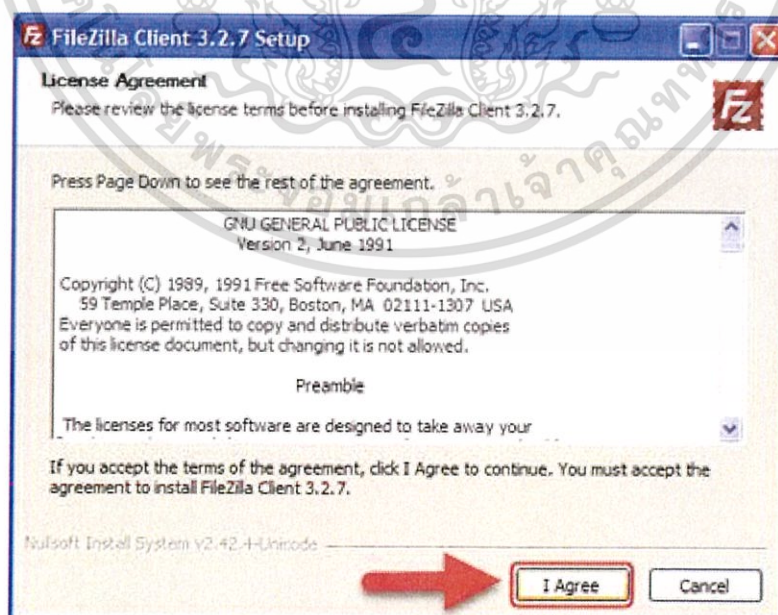 FileZilla Client 3.2.7 Setup
License Agreement
Please review the license terms before installing FileZilla Client 3.2.7.
Fz
Press Page Down to see the rest of the agreement.
GNU GENERAL PUBLIC LICENSE
Version 2, June 1991
Copyright (C) 1989, 1991 Free Software Foundation, Inc.
59 Temple Place, Suite 330, Boston, MA 02111-1307 USA
Everyone is permitted to copy and distribute verbatim copies
of this license document, but changing it is not allowed.
Preamble
The licenses for most software are designed to take away your
If you accept the terms of the agreement, click I Agree to continue. You must accept the
agreement to install FileZilla Client 3.2.7.
Nullsoft Install System v2.42.4-Unicode
I Agree
Cancel